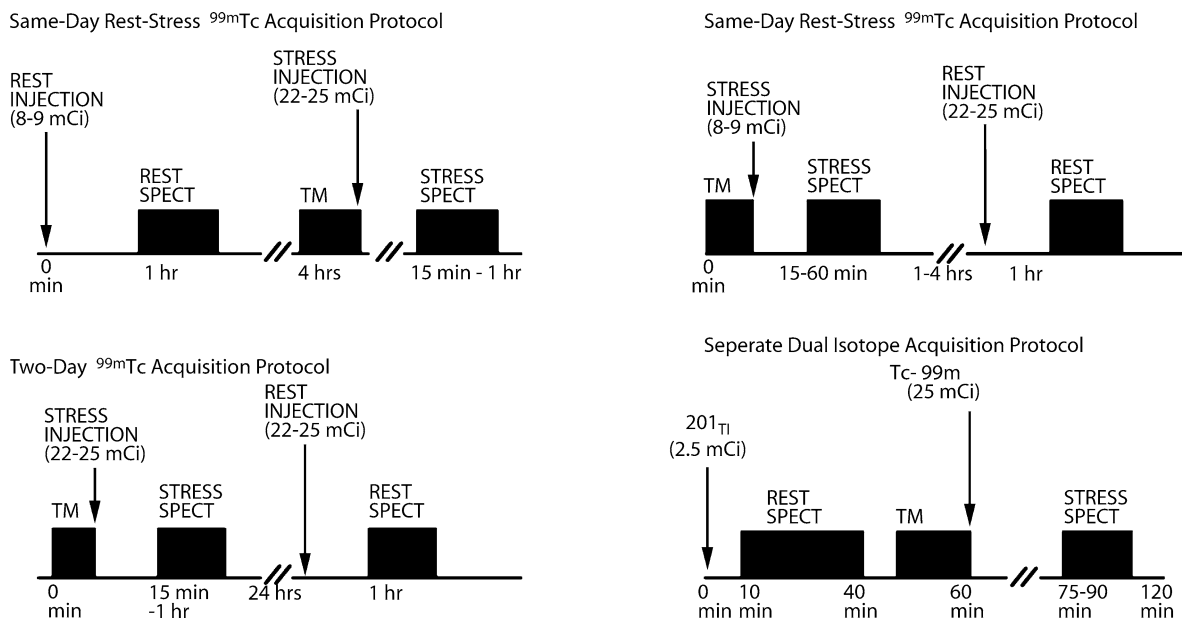 Same-Day Rest-Stress 99mTc Acquisition Protocol
REST
INJECTION
(8-9 mCi)
STRESS
INJECTION
(22-25 mCi)
REST
SPECT
TM
STRESS
SPECT
0
min
1 hr
4 hrs
15 min - 1 hr
Same-Day Rest-Stress 99mTc Acquisition Protocol
STRESS
INJECTION
(8-9 mCi)
REST
INJECTION
(22-25 mCi)
TM
STRESS
SPECT
REST
SPECT
0
min
15-60 min
1-4 hrs
1 hr
Two-Day 99mTc Acquisition Protocol
STRESS
INJECTION
(22-25 mCi)
REST
INJECTION
(22-25 mCi)
TM
STRESS
SPECT
REST
SPECT
0
min
15 min
-1 hr
24 hrs
1 hr
Seperate Dual Isotope Acquisition Protocol
Tc- 99m
(25 mCi)
201TI
(2.5 mCi)
REST
SPECT
TM
STRESS
SPECT
0
min
10
min
40
min
60
min
75-90
min
120
min